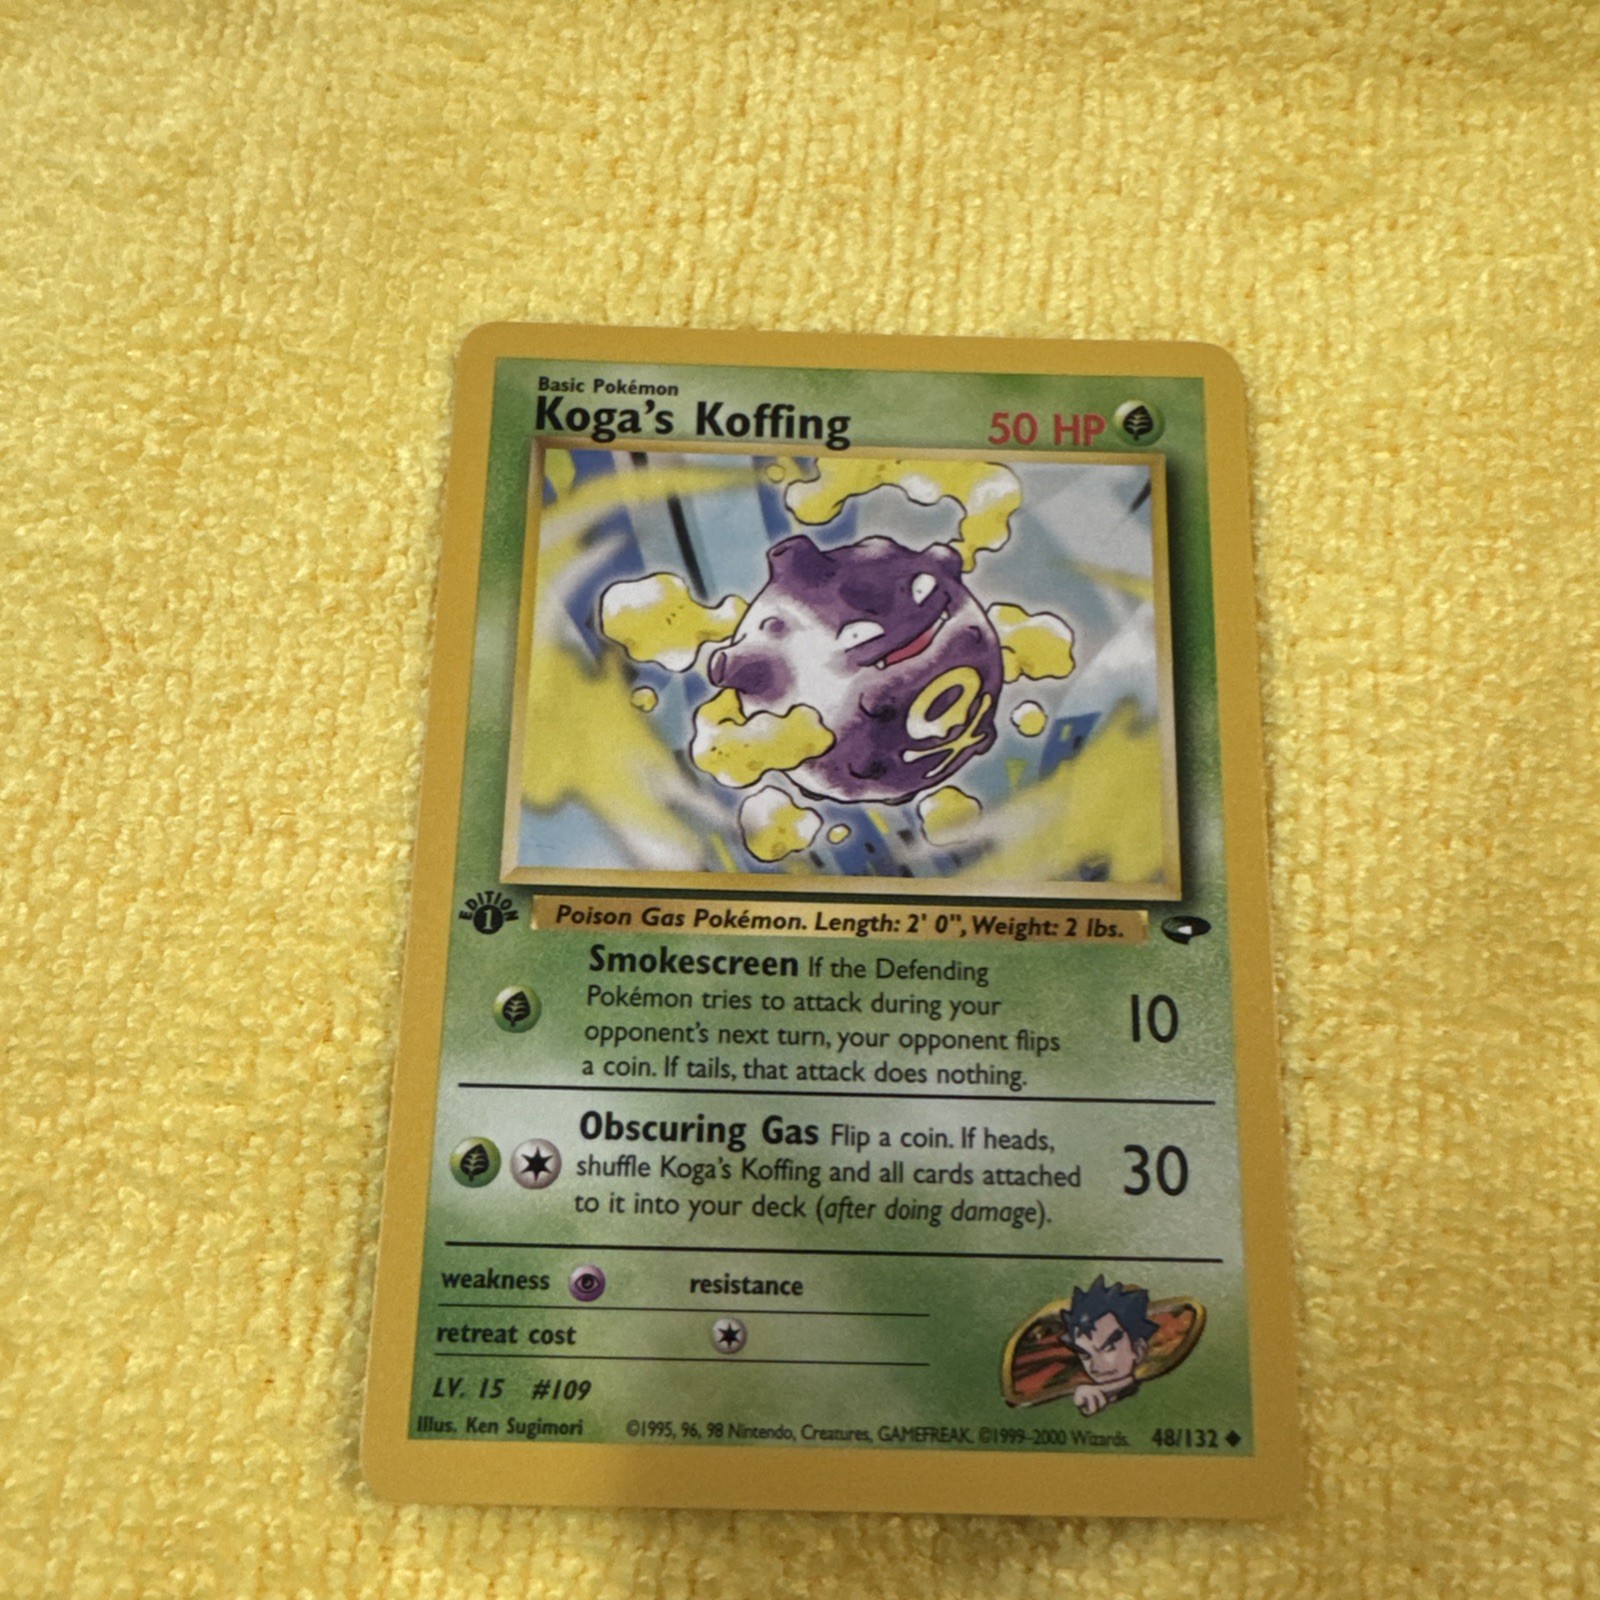 Basic Pokémon
Koga's Koffing 50 HP
EDITION
1
Poison Gas Pokémon. Length: 2' 0", Weight: 2 lbs.
Smokescreen If the Defending
Pokémon tries to attack during your
opponent's next turn, your opponent flips
a coin. If tails, that attack does nothing.
10
Obscuring Gas Flip a coin. If heads,
shuffle Koga's Koffing and all cards attached
to it into your deck (after doing damage).
30
weakness resistance
retreat cost
LV. 15 #109
Illus. Ken Sugimori ©1995, 96, 98 Nintendo, Creatures, GAMEFREAK. ©1999-2000 Wizards. 48/132